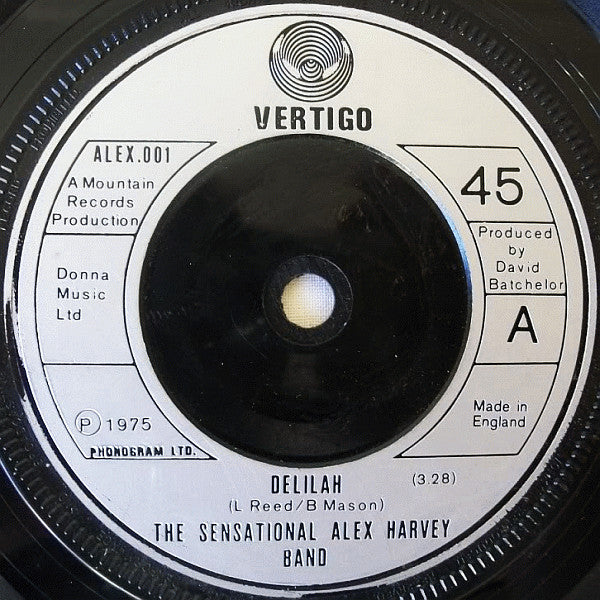 VERTIGO
ALEX.001
A Mountain
Records
Production
Donna
Music
Ltd
P 1975
PHONOGRAM LTD.
45
Produced
by
David
Batchelor
A
Made in
England
DELILAH (3.28)
(L Reed/B Mason)
THE SENSATIONAL ALEX HARVEY
BAND